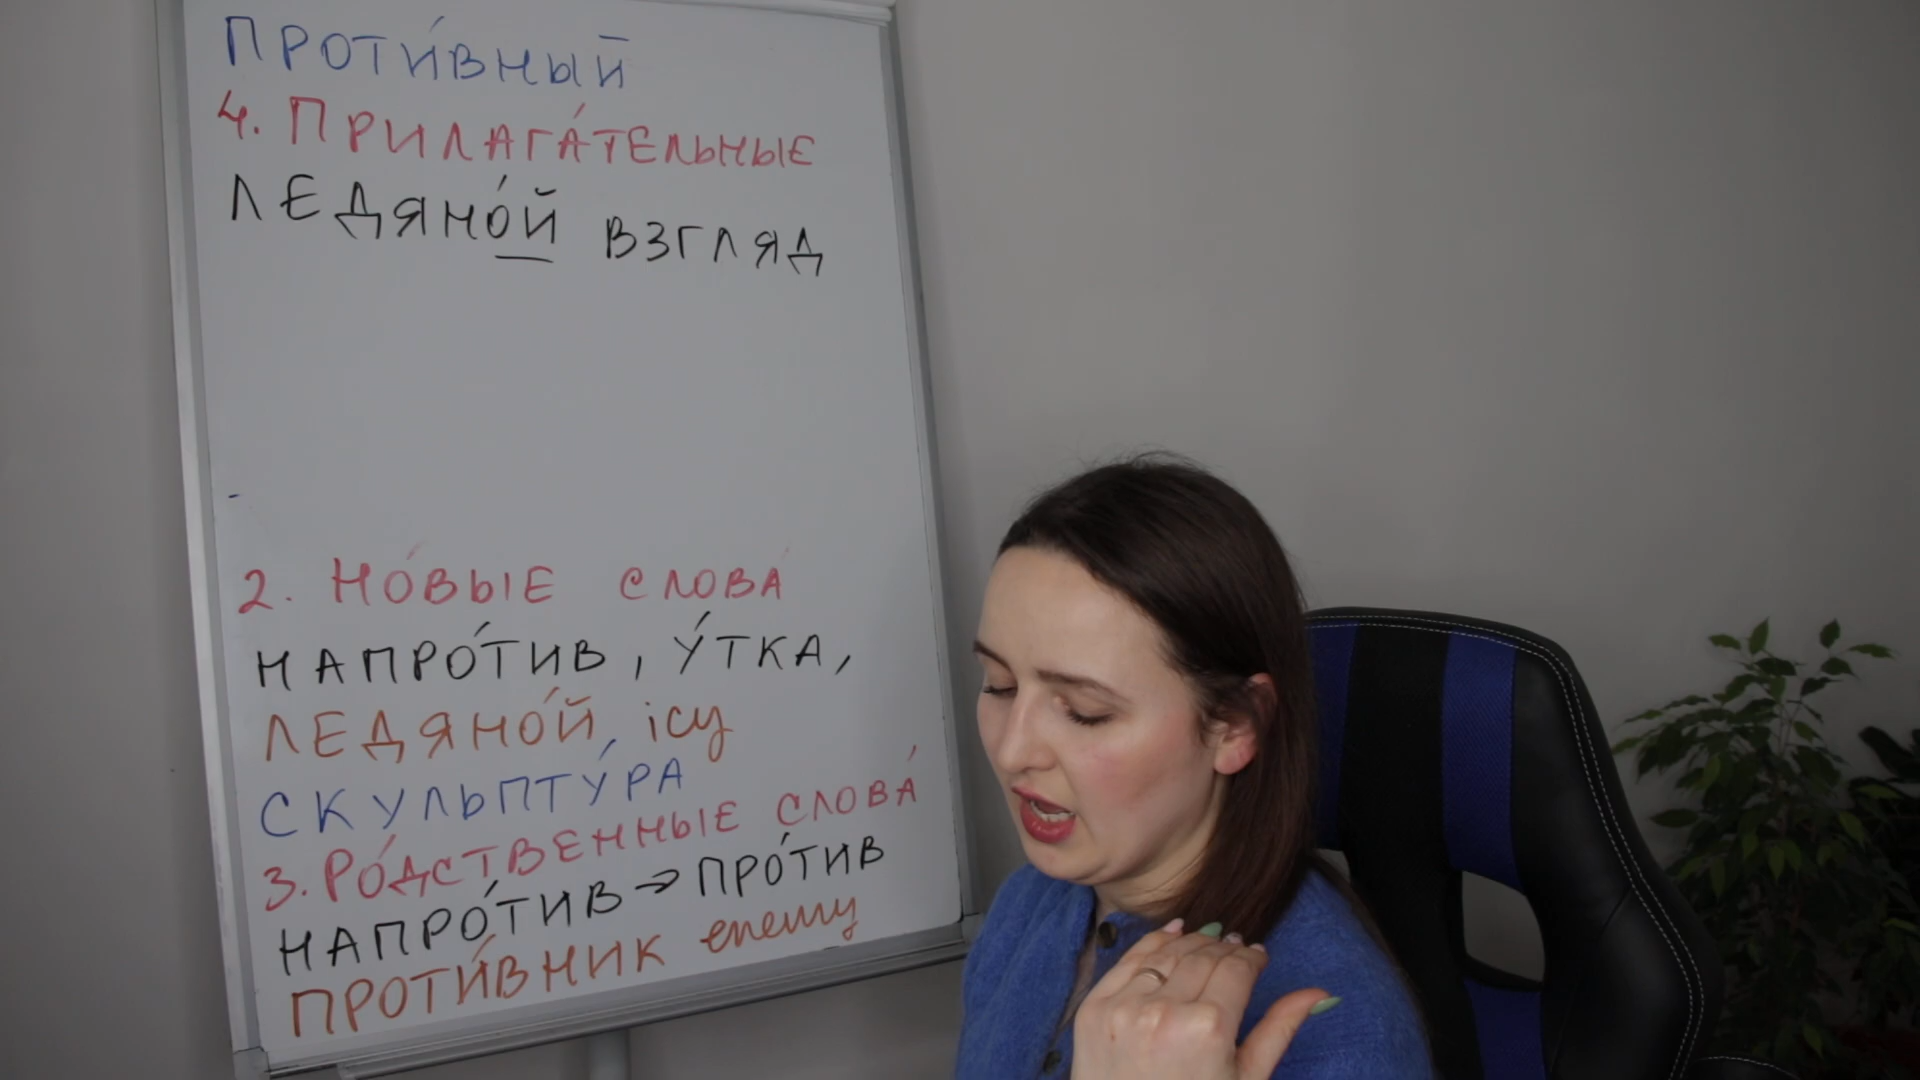 ПРОТИ́ВНЫЙ
4. ПРИЛАГА́ТЕЛЬНЫЕ
ЛЕДЯНО́Й ВЗГЛЯД
2. НО́ВЫЕ СЛОВА́
НАПРО́ТИВ, У́ТКА,
ЛЕДЯНО́Й, icy
СКУЛЬПТУ́РА
3. РО́ДСТВЕННЫЕ СЛОВА́
НАПРО́ТИВ → ПРО́ТИВ
ПРОТИ́ВНИК enemy